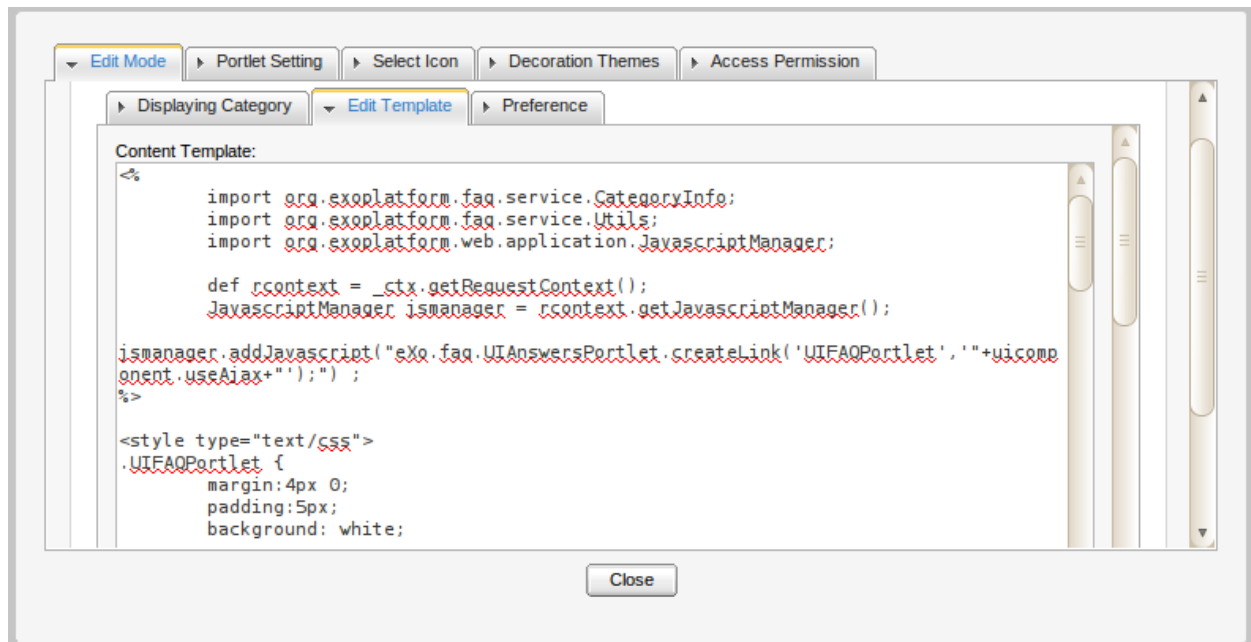 Edit Mode Portlet Setting Select Icon Decoration Themes Access Permission
Displaying Category Edit Template Preference
Content Template:
<%
import org.exoplatform.faq.service.CategoryInfo;
import org.exoplatform.faq.service.Utils;
import org.exoplatform.web.application.JavascriptManager;
def rcontext = _ctx.getRequestContext();
JavascriptManager jsmanager = rcontext.getJavascriptManager();
jsmanager.addJavascript("eXo.faq.UIAnswersPortlet.createLink('UIFAQPortlet','"+uicomp
onent.useAjax+"');") ;
%>
<style type="text/css">
.UIFAQPortlet {
margin:4px 0;
padding:5px;
background: white;
Close